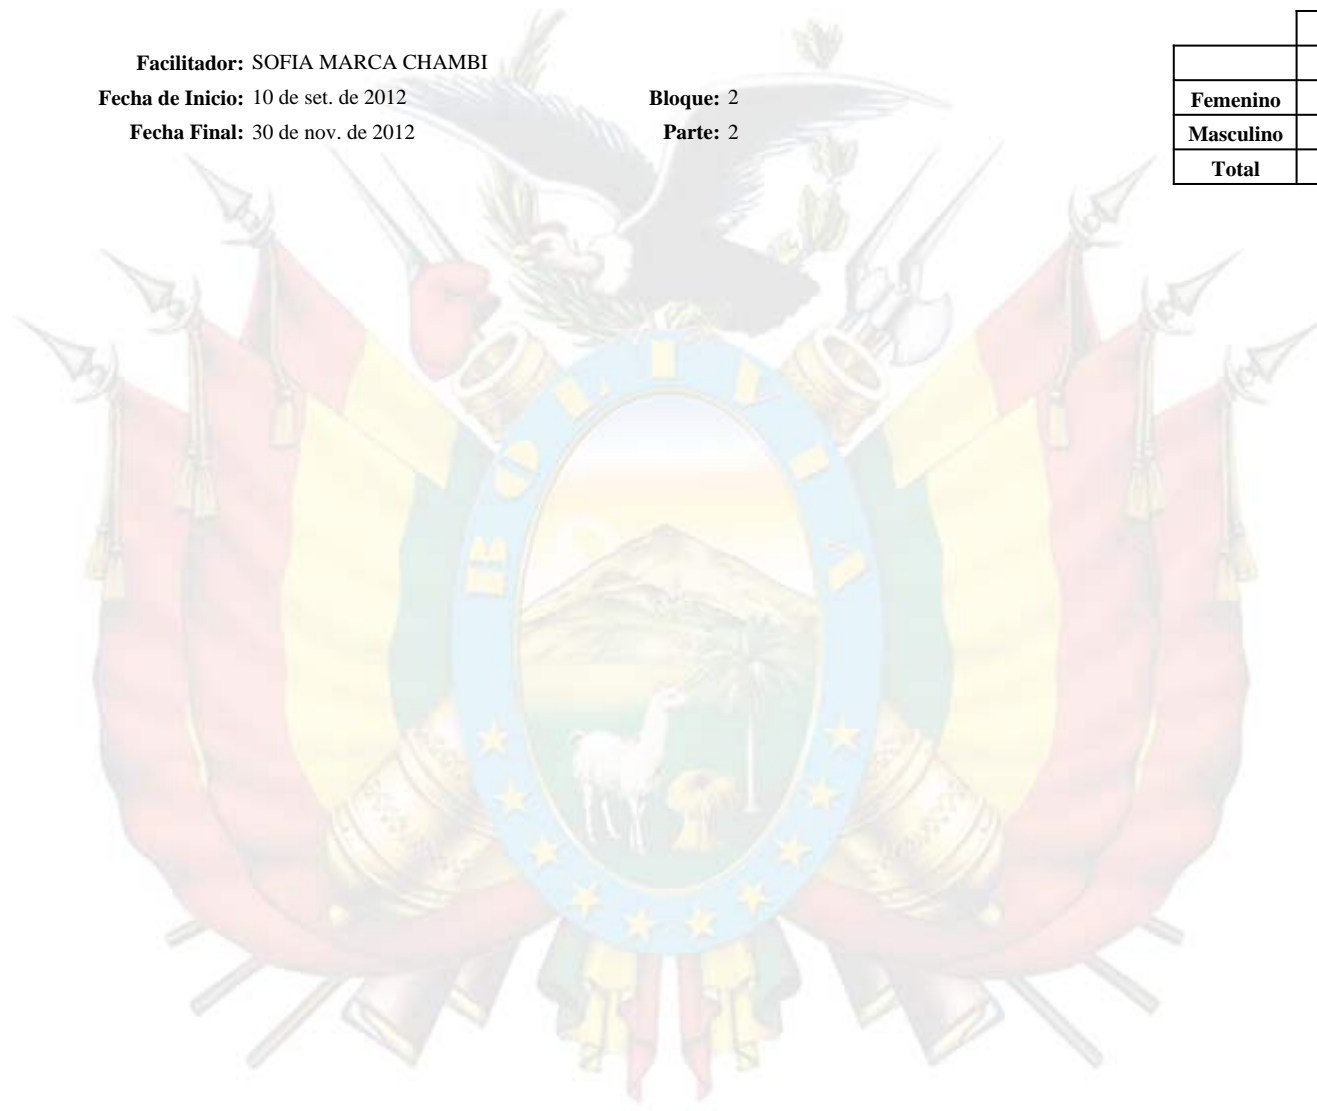 Facilitador: SOFIA MARCA CHAMBI
Fecha de Inicio: 10 de set. de 2012 Bloque: 2
Femenino
Fecha Final: 30 de nov. de 2012 Parte: 2
Masculino
Total
BOLIVIA